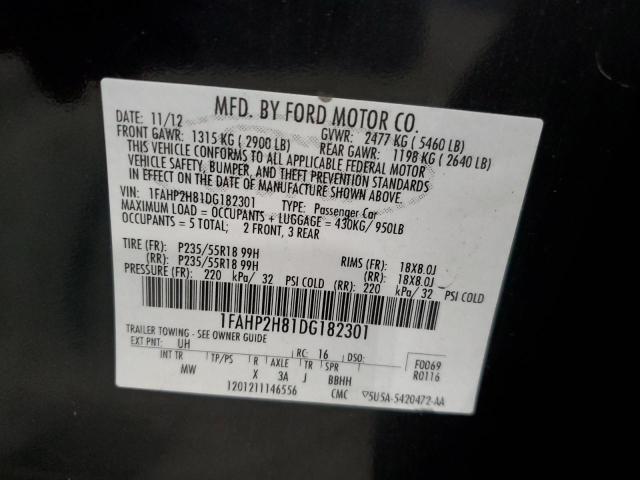 MFD. BY FORD MOTOR CO.
DATE: 11/12 GVWR: 2477 KG ( 5460 LB)
FRONT GAWR: 1315 KG ( 2900 LB) REAR GAWR: 1198 KG ( 2640 LB)
THIS VEHICLE CONFORMS TO ALL APPLICABLE FEDERAL MOTOR
VEHICLE SAFETY, BUMPER, AND THEFT PREVENTION STANDARDS
IN EFFECT ON THE DATE OF MANUFACTURE SHOWN ABOVE.
VIN: 1FAHP2H81DG182301 TYPE: Passenger Car
MAXIMUM LOAD = OCCUPANTS + LUGGAGE = 430KG/ 950LB
OCCUPANTS = 5 TOTAL; 2 FRONT, 3 REAR
TIRE (FR): P235/55R18 99H RIMS (FR): 18X8.0J
(RR): P235/55R18 99H (RR): 18X8.0J
PRESSURE (FR): 220 kPa/ 32 PSI COLD (RR): 220 kPa/ 32 PSI COLD
1FAHP2H81DG182301
TRAILER TOWING - SEE OWNER GUIDE
EXT PNT: UH RC: 16 DSO: F0069
INT TR TP/PS R AXLE TR SPR R0116
MW X 3A J BBHH
1201211146556 CMC ▽5U5A-5420472-AA